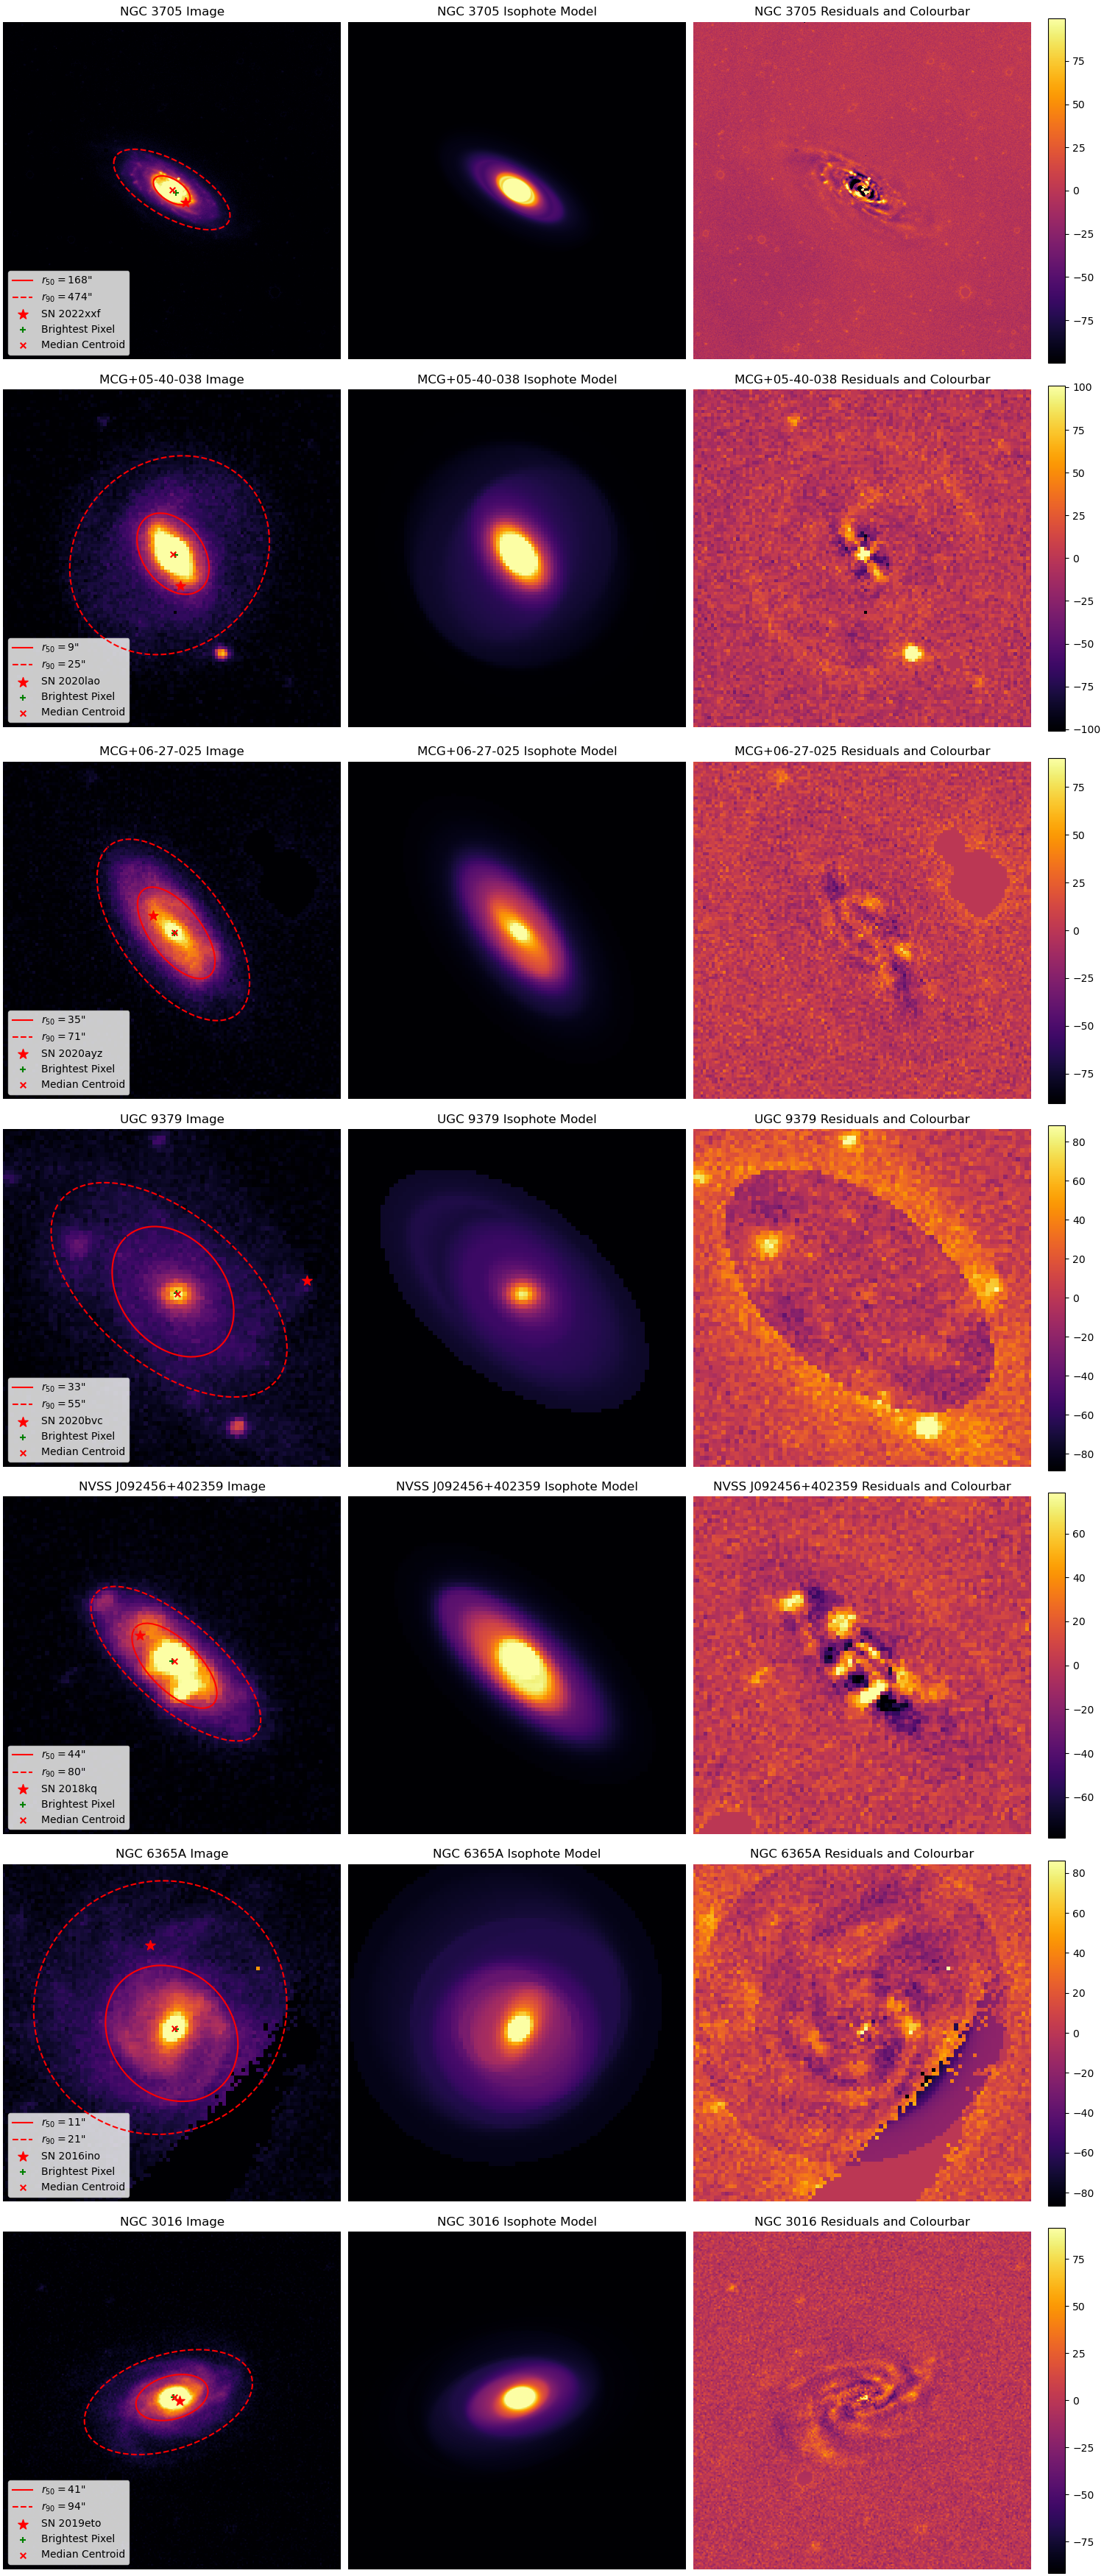 NGC 3705 Image
NGC 3705 Isophote Model
NGC 3705 Residuals and Colourbar
r50 = 168"
r90 = 474"
SN 2022xxf
Brightest Pixel
Median Centroid
75
50
25
0
−25
−50
−75
MCG+05-40-038 Image
MCG+05-40-038 Isophote Model
MCG+05-40-038 Residuals and Colourbar
r50 = 9"
r90 = 25"
SN 2020lao
Brightest Pixel
Median Centroid
100
75
50
25
0
−25
−50
−75
−100
MCG+06-27-025 Image
MCG+06-27-025 Isophote Model
MCG+06-27-025 Residuals and Colourbar
r50 = 35"
r90 = 71"
SN 2020ayz
Brightest Pixel
Median Centroid
75
50
25
0
−25
−50
−75
UGC 9379 Image
UGC 9379 Isophote Model
UGC 9379 Residuals and Colourbar
r50 = 33"
r90 = 55"
SN 2020bvc
Brightest Pixel
Median Centroid
80
60
40
20
0
−20
−40
−60
−80
NVSS J092456+402359 Image
NVSS J092456+402359 Isophote Model
NVSS J092456+402359 Residuals and Colourbar
r50 = 44"
r90 = 80"
SN 2018kq
Brightest Pixel
Median Centroid
60
40
20
0
−20
−40
−60
NGC 6365A Image
NGC 6365A Isophote Model
NGC 6365A Residuals and Colourbar
r50 = 11"
r90 = 21"
SN 2016ino
Brightest Pixel
Median Centroid
80
60
40
20
0
−20
−40
−60
−80
NGC 3016 Image
NGC 3016 Isophote Model
NGC 3016 Residuals and Colourbar
r50 = 41"
r90 = 94"
SN 2019eto
Brightest Pixel
Median Centroid
75
50
25
0
−25
−50
−75